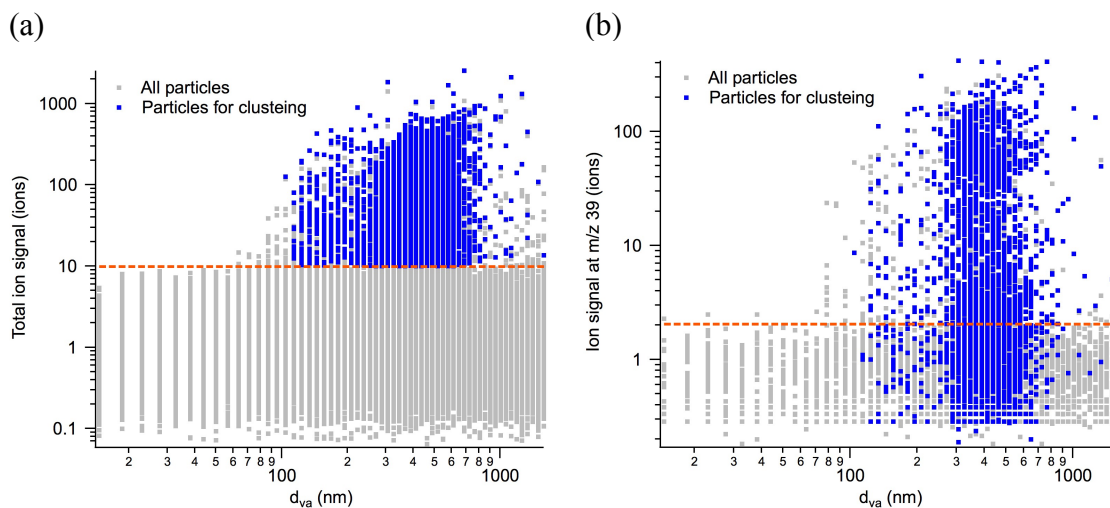 (a)
All particles
Particles for clusteing
Total ion signal (ions)
1000
100
10
1
0.1
2 3 4 5 6 7 8 9 100 2 3 4 5 6 7 8 9 1000
dva (nm)
(b)
All particles
Particles for clusteing
Ion signal at m/z 39 (ions)
100
10
1
2 3 4 5 6 7 8 9 100 2 3 4 5 6 7 8 9 1000
dva (nm)